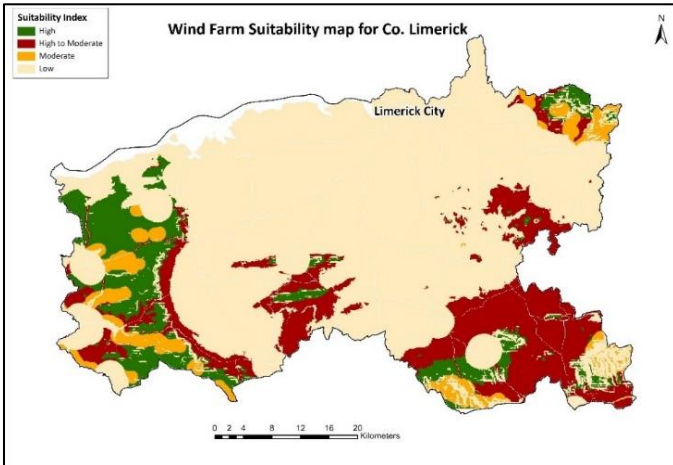 Suitability Index
High
High to Moderate
Moderate
Low
Wind Farm Suitability map for Co. Limerick
N
Limerick City
0 2 4 8 12 16 20
Kilometers